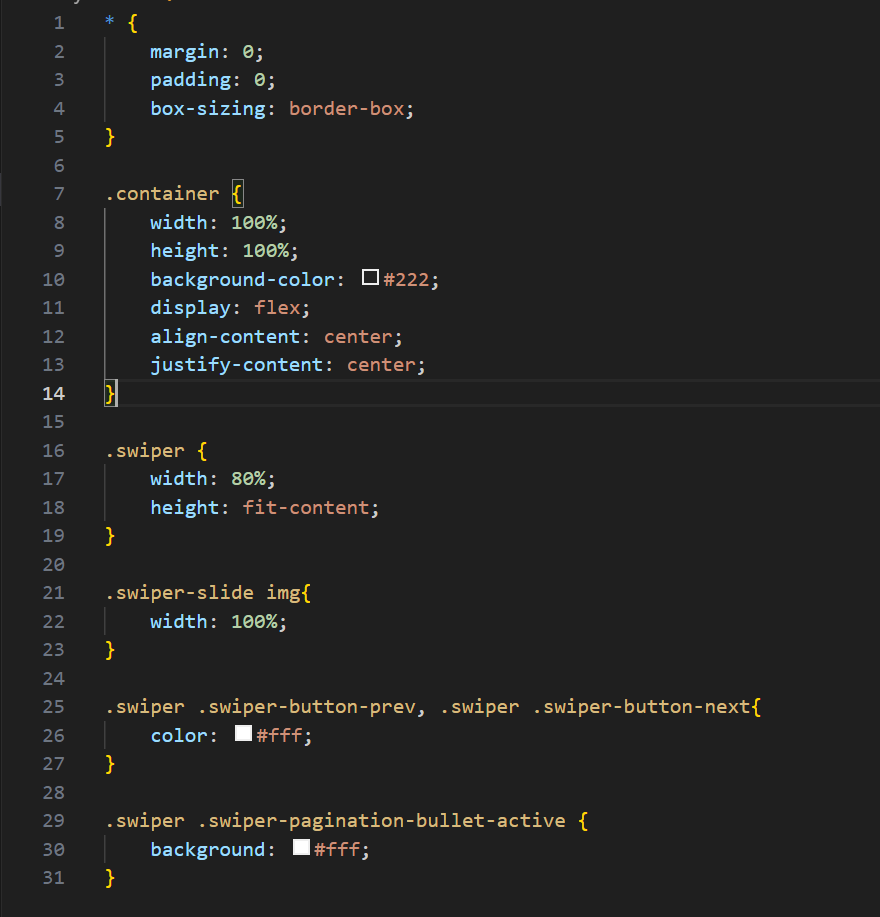 1 * {
2     margin: 0;
3     padding: 0;
4     box-sizing: border-box;
5 }
6
7 .container {
8     width: 100%;
9     height: 100%;
10     background-color: #222;
11     display: flex;
12     align-content: center;
13     justify-content: center;
14 }
15
16 .swiper {
17     width: 80%;
18     height: fit-content;
19 }
20
21 .swiper-slide img{
22     width: 100%;
23 }
24
25 .swiper .swiper-button-prev, .swiper .swiper-button-next{
26     color: #fff;
27 }
28
29 .swiper .swiper-pagination-bullet-active {
30     background: #fff;
31 }